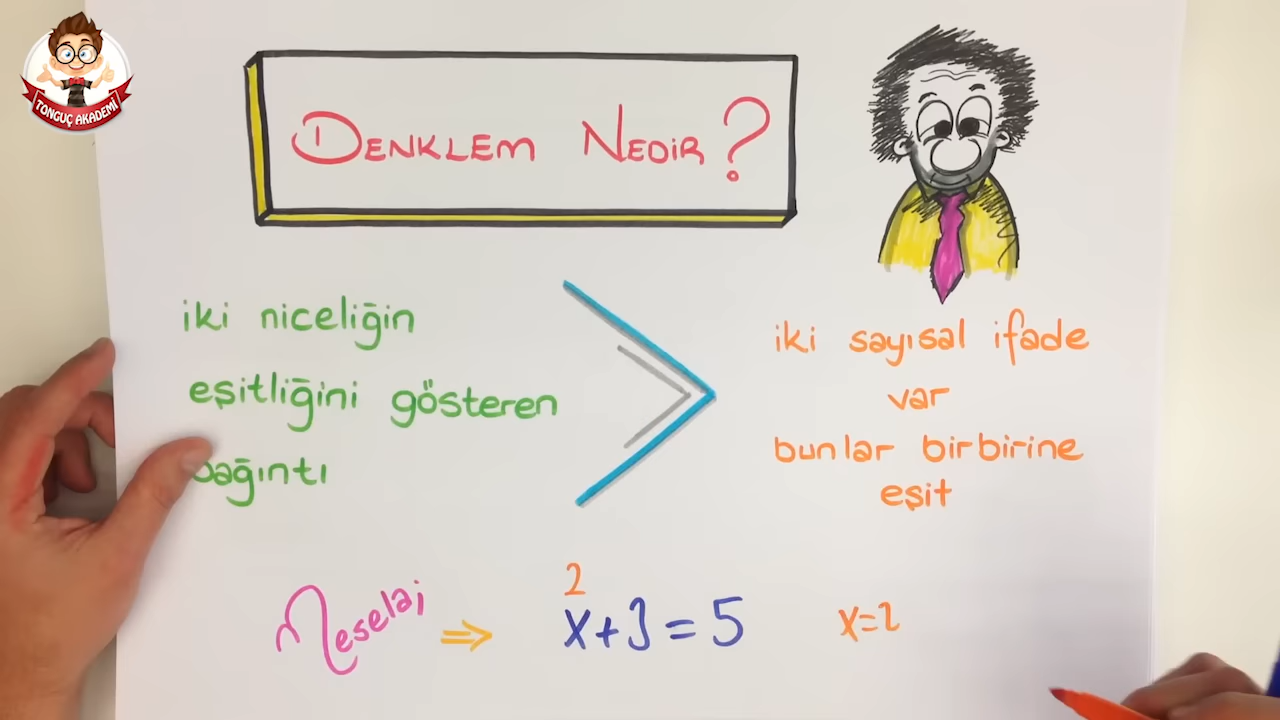 TONGUÇ AKADEMİ
DENKLEM NEDİR?
iki niceliğin
eşitliğini gösteren
bağıntı
iki sayısal ifade
var
bunlar birbirine
eşit
2
Meselaj ⇒ x+3=5
x=2